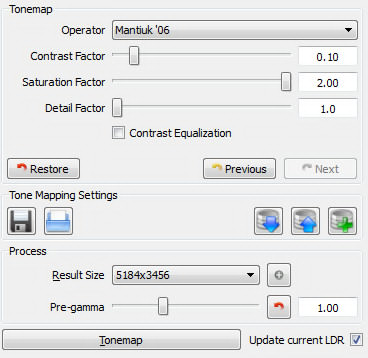 Tonemap
Operator Mantiuk '06
Contrast Factor 0.10
Saturation Factor 2.00
Detail Factor 1.0
Contrast Equalization
Restore Previous Next
Tone Mapping Settings
Process
Result Size 5184x3456
Pre-gamma 1.00
Tonemap Update current LDR